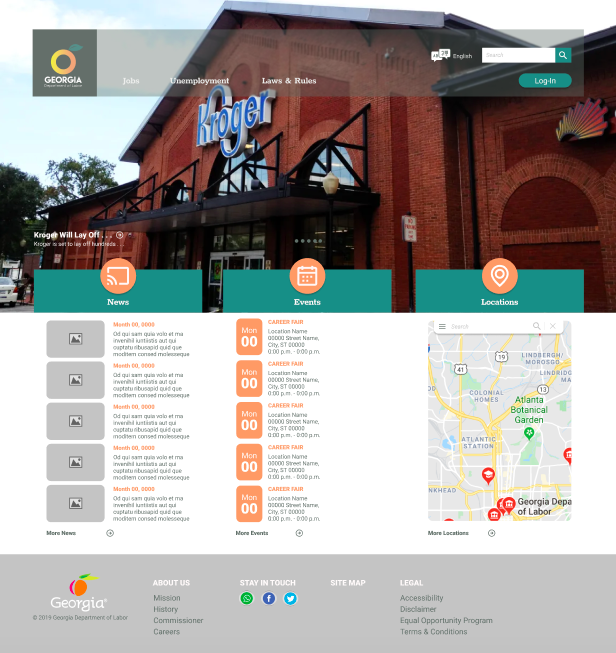 GEORGIA
Department of Labor
English
Search
Jobs
Unemployment
Laws & Rules
Log-In
Kroger
Kroger Will Lay Off . . .
Kroger is set to lay off hundreds . . .
News
Events
Locations
Month 00, 0000
Od qui sam quia volo et ma
invenihil iuntiistis aut qui
cuptatu ribusapid quid que
moditem consed molesseque
Month 00, 0000
Od qui sam quia volo et ma
invenihil iuntiistis aut qui
cuptatu ribusapid quid que
moditem consed molesseque
Month 00, 0000
Od qui sam quia volo et ma
invenihil iuntiistis aut qui
cuptatu ribusapid quid que
moditem consed molesseque
Month 00, 0000
Od qui sam quia volo et ma
invenihil iuntiistis aut qui
cuptatu ribusapid quid que
moditem consed molesseque
Month 00, 0000
Od qui sam quia volo et ma
invenihil iuntiistis aut qui
cuptatu ribusapid quid que
moditem consed molesseque
More News
Mon
00
CAREER FAIR
Location Name
00000 Street Name,
City, ST 00000
0:00 p.m. - 0:00 p.m.
Mon
00
CAREER FAIR
Location Name
00000 Street Name,
City, ST 00000
0:00 p.m. - 0:00 p.m.
Mon
00
CAREER FAIR
Location Name
00000 Street Name,
City, ST 00000
0:00 p.m. - 0:00 p.m.
Mon
00
CAREER FAIR
Location Name
00000 Street Name,
City, ST 00000
0:00 p.m. - 0:00 p.m.
Mon
00
CAREER FAIR
Location Name
00000 Street Name,
City, ST 00000
0:00 p.m. - 0:00 p.m.
More Events
Search
19
LINDBERGH/
MOROSGO
41
LINDRIDG
MA
13
COLONIAL
HOMES
Atlanta
Botanical
Garden
ATLANTIC
STATION
NKHEAD
Georgia Depa
of Labor
More Locations
Georgia
© 2019 Georgia Department of Labor
ABOUT US
Mission
History
Commissioner
Careers
STAY IN TOUCH
SITE MAP
LEGAL
Accessibility
Disclaimer
Equal Opportunity Program
Terms & Conditions